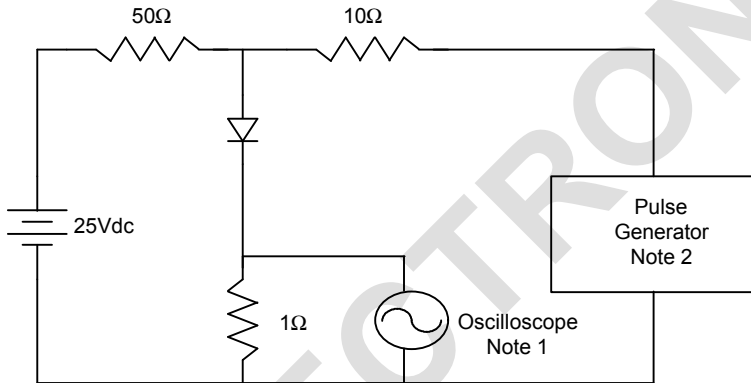 50Ω
10Ω
25Vdc
Pulse
Generator
Note 2
1Ω
Oscilloscope
Note 1